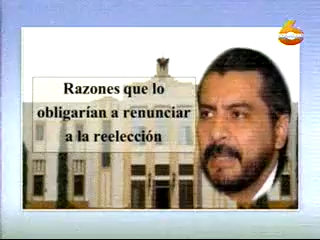 Razones que lo
obligarían a renunciar
a la reelección